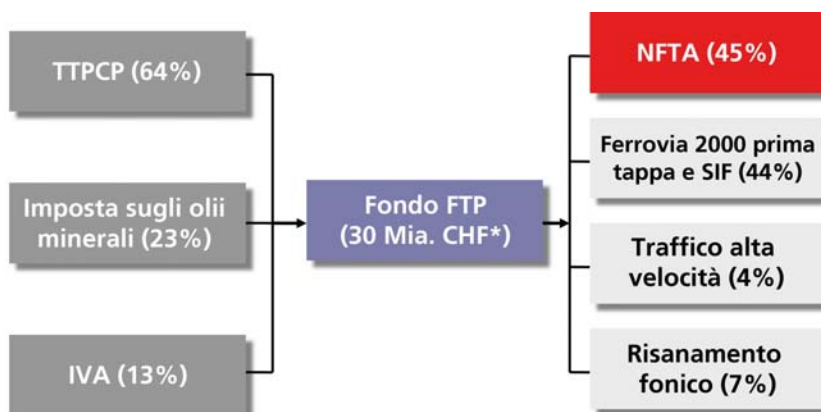 TTPCP (64%)
Imposta sugli olii
minerali (23%)
IVA (13%)
Fondo FTP
(30 Mia. CHF*)
NFTA (45%)
Ferrovia 2000 prima
tappa e SIF (44%)
Traffico alta
velocità (4%)
Risanamento
fonico (7%)